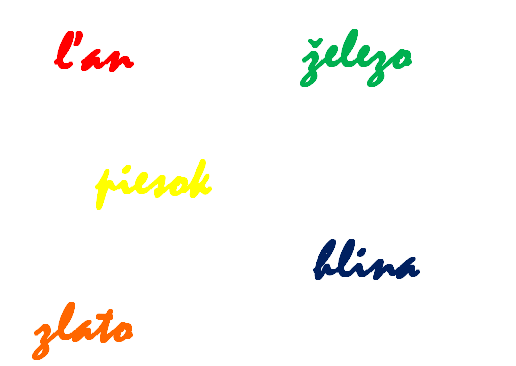 ľan
železo
piesok
hlina
zlato